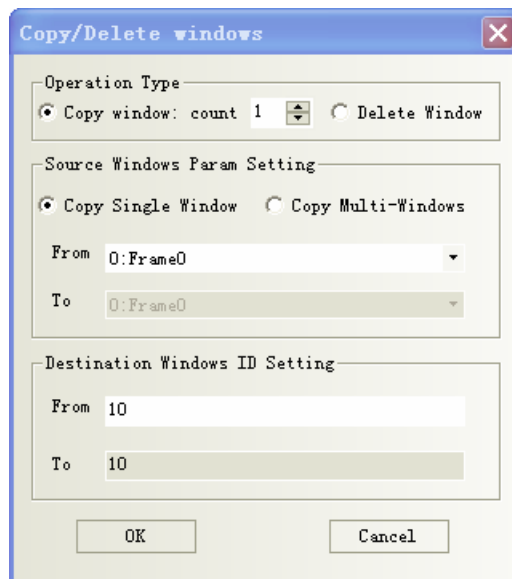 Copy/Delete windows
Operation Type
Copy window: count 1 Delete Window
Source Windows Param Setting
Copy Single Window Copy Multi-Windows
From 0:Frame0
To 0:Frame0
Destination Windows ID Setting
From 10
To 10
OK Cancel